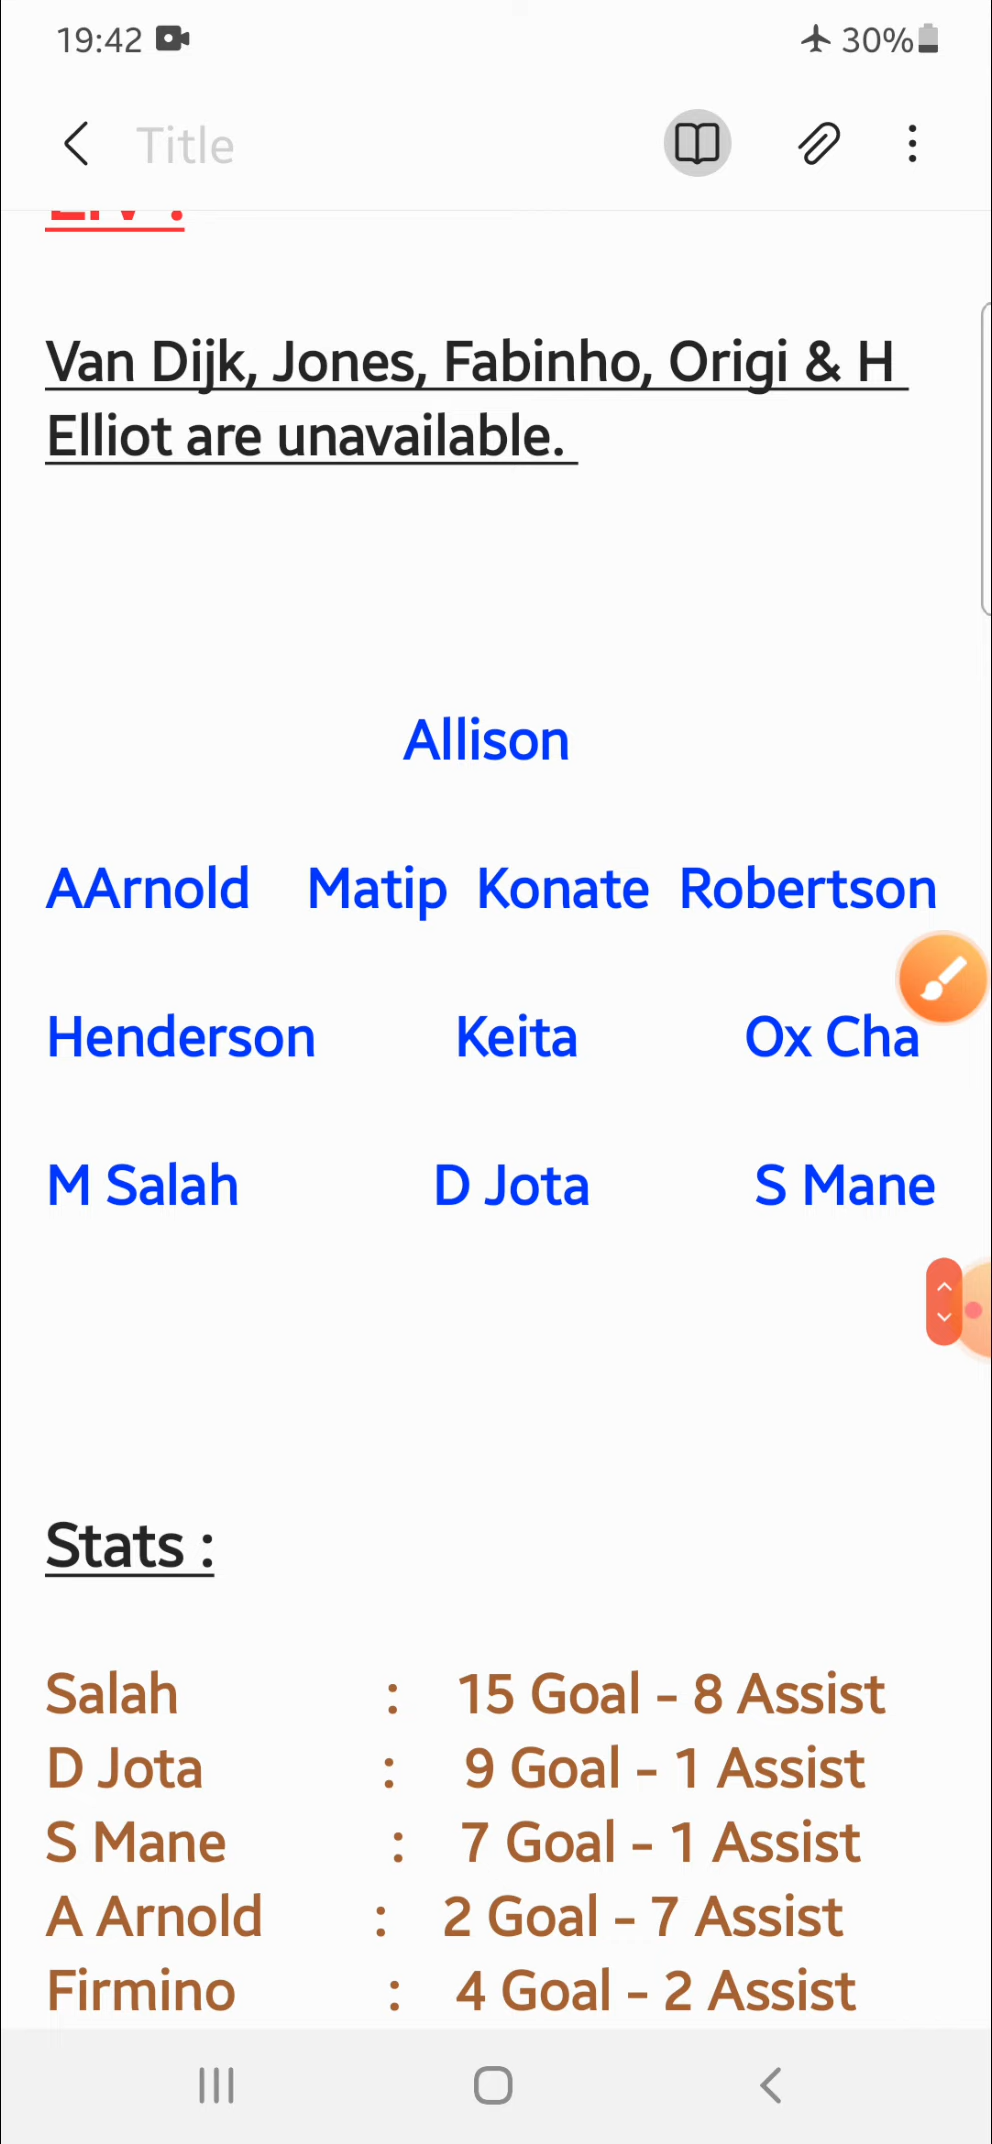 19:42 30%
Title
Van Dijk, Jones, Fabinho, Origi & H
Elliot are unavailable.
Allison
AArnold Matip Konate Robertson
Henderson Keita Ox Cha
M Salah D Jota S Mane
Stats :
Salah : 15 Goal - 8 Assist
D Jota : 9 Goal - 1 Assist
S Mane : 7 Goal - 1 Assist
A Arnold : 2 Goal - 7 Assist
Firmino : 4 Goal - 2 Assist